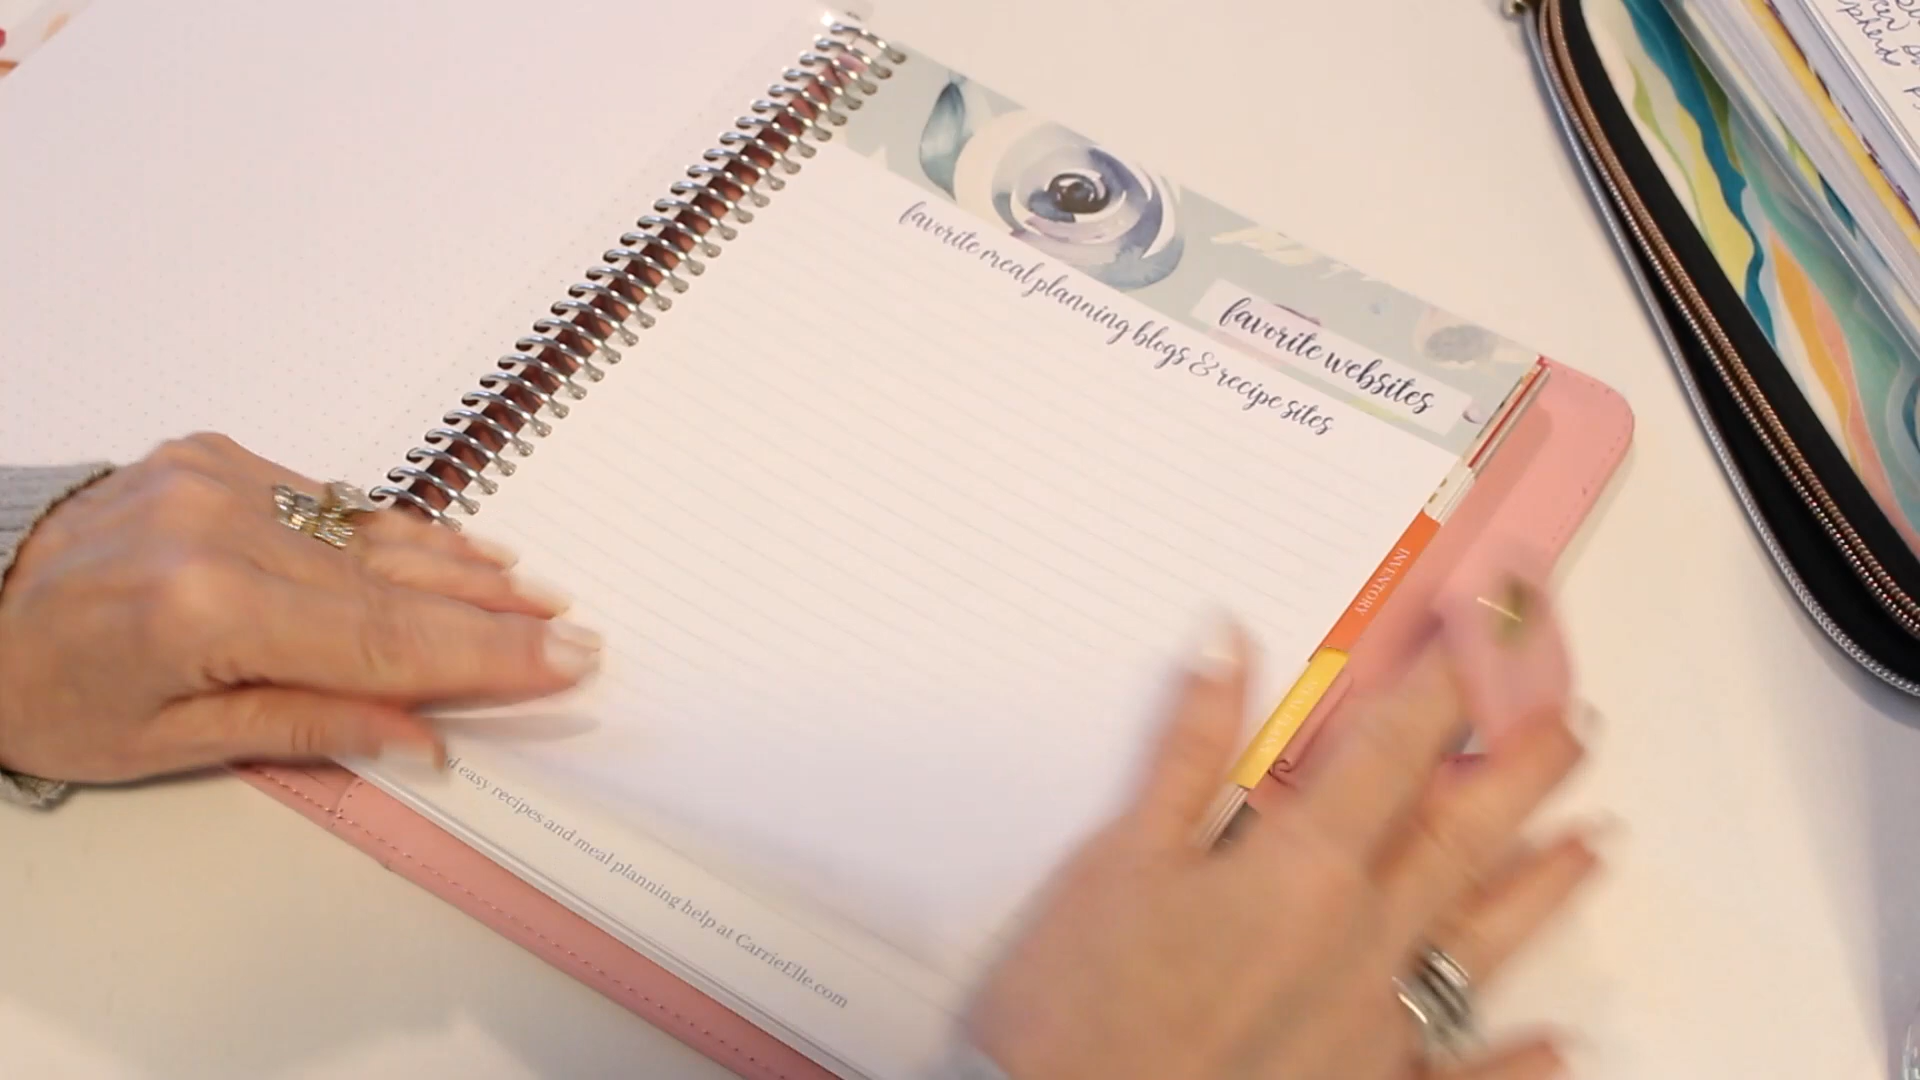 favorite websites
favorite meal planning blogs & recipe sites
INVENTORY
easy recipes and meal planning help at CarrieElle.com